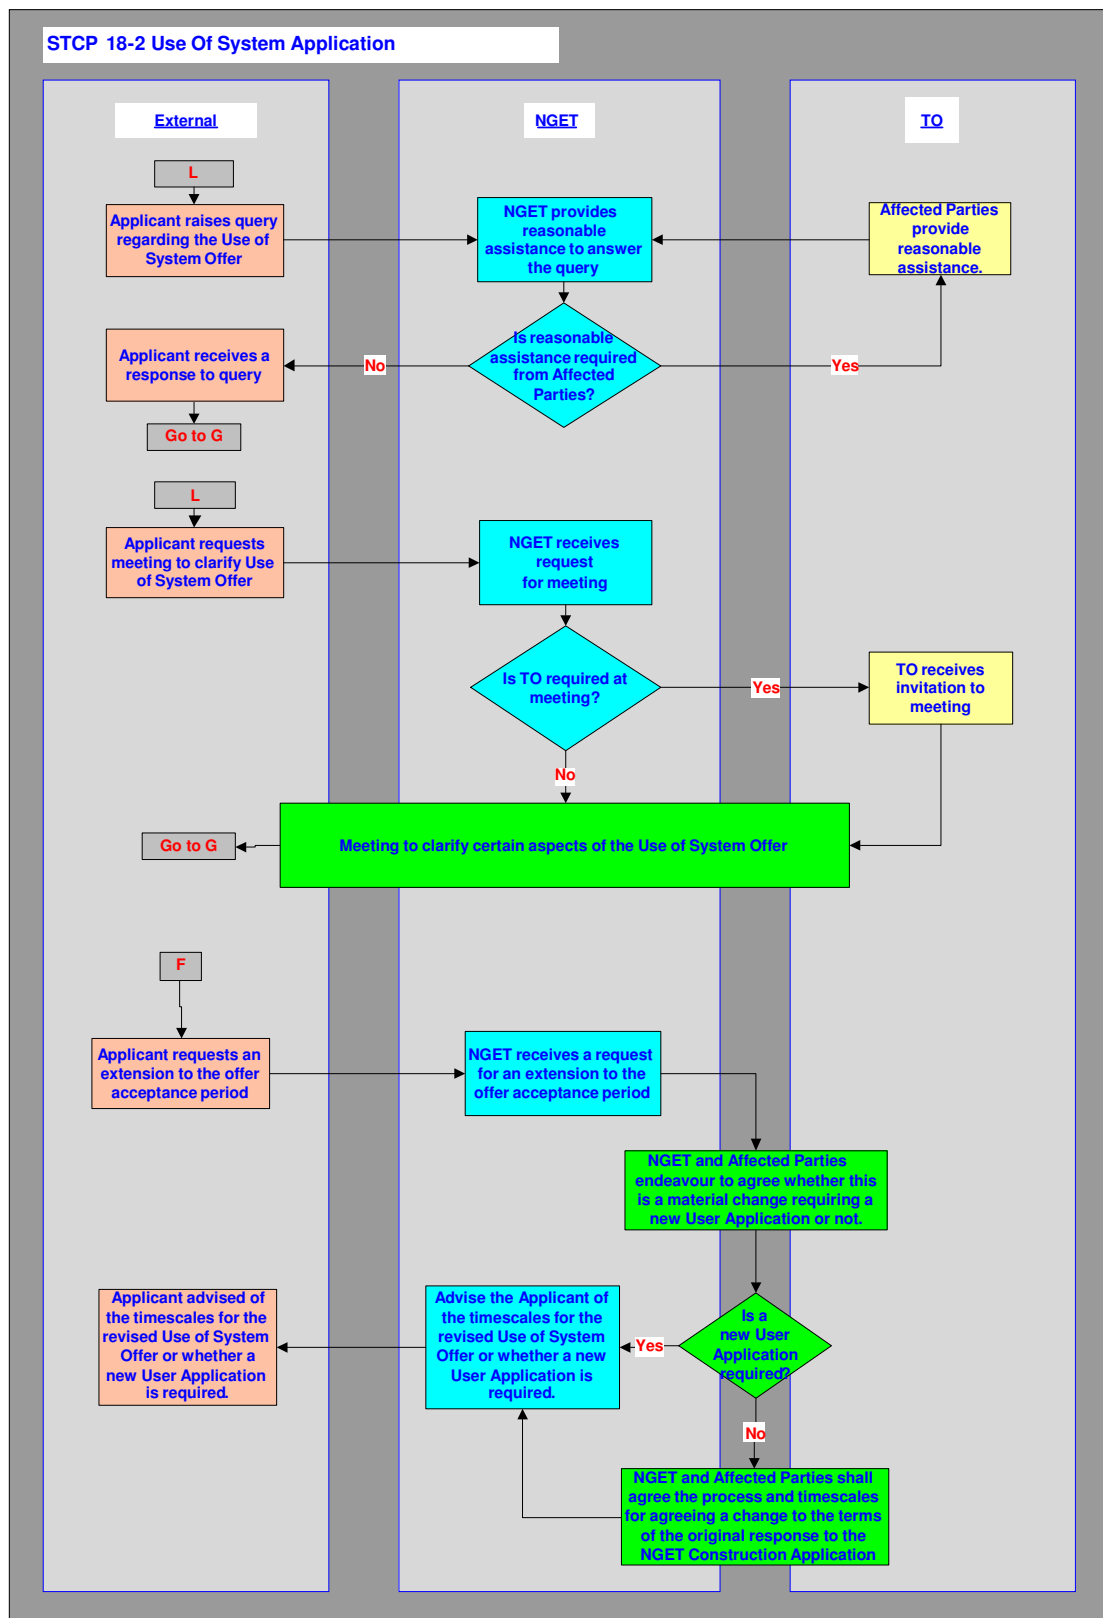 STCP 18-2 Use Of System Application
External
NGET
TO
L
Applicant raises query
regarding the Use of
System Offer
NGET provides
reasonable
assistance to answer
the query
Affected Parties
provide
reasonable
assistance.
Is reasonable
assistance required
from Affected
Parties?
No
Yes
Applicant receives a
response to query
Go to G
L
Applicant requests
meeting to clarify Use
of System Offer
NGET receives
request
for meeting
Is TO required at
meeting?
Yes
TO receives
invitation to
meeting
No
Meeting to clarify certain aspects of the Use of System Offer
Go to G
F
Applicant requests an
extension to the offer
acceptance period
NGET receives a request
for an extension to the
offer acceptance period
NGET and Affected Parties
endeavour to agree whether this
is a material change requiring a
new User Application or not.
Is a
new User
Application
required?
Yes
Advise the Applicant of
the timescales for the
revised Use of System
Offer or whether a new
User Application is
required.
Applicant advised of
the timescales for the
revised Use of System
Offer or whether a
new User Application
is required.
No
NGET and Affected Parties shall
agree the process and timescales
for agreeing a change to the terms
of the original response to the
NGET Construction Application